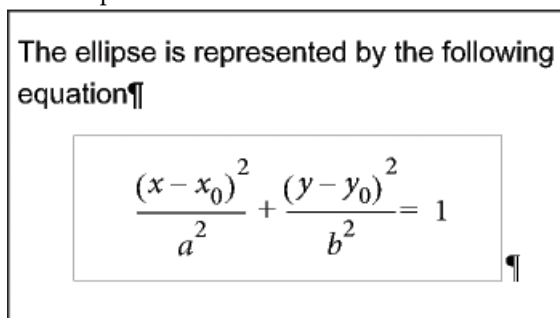 The ellipse is represented by the following
equation¶
(x – x₀)²/a² + (y – y₀)²/b² = 1
¶